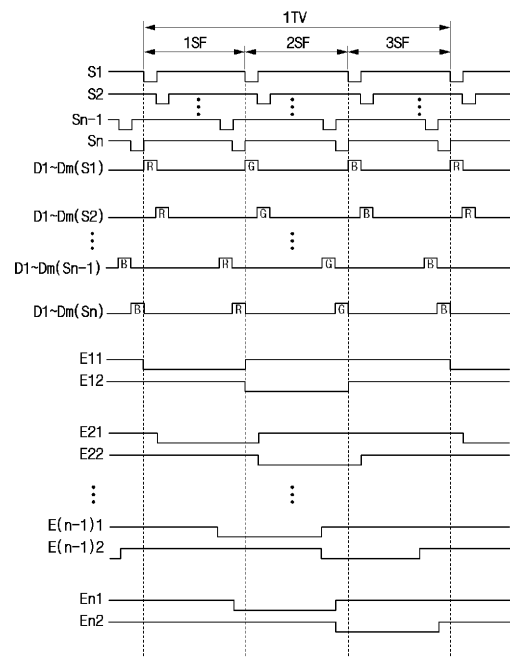 1TV
1SF 2SF 3SF
S1
S2
Sn-1
Sn
D1~Dm(S1) R G B R
D1~Dm(S2) R G B R
D1~Dm(Sn-1) B R G B
D1~Dm(Sn) B R G B
E11
E12
E21
E22
E(n-1)1
E(n-1)2
En1
En2